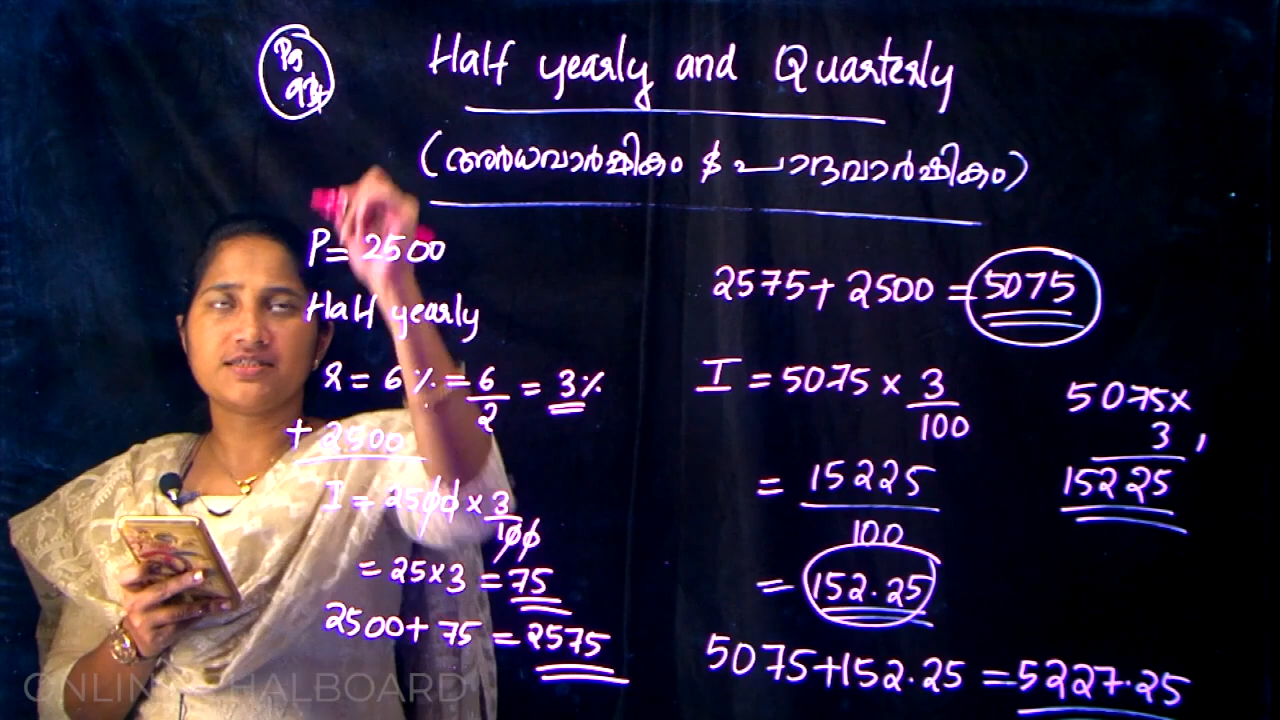 Pg
Half yearly and Quarterly
(അർധവാർഷികം & പാദവാർഷികം)
P = 2500
Half yearly
r = 6 % = 6/2 = 3%
+ 2500
I = 2500 × 3/100
= 25 × 3 = 75
2500 + 75 = 2575
2575 + 2500 = 5075
I = 5075 × 3/100
= 15225/100
= 152.25
5075 + 152.25 = 5227.25
5075 ×
3 ,
15225